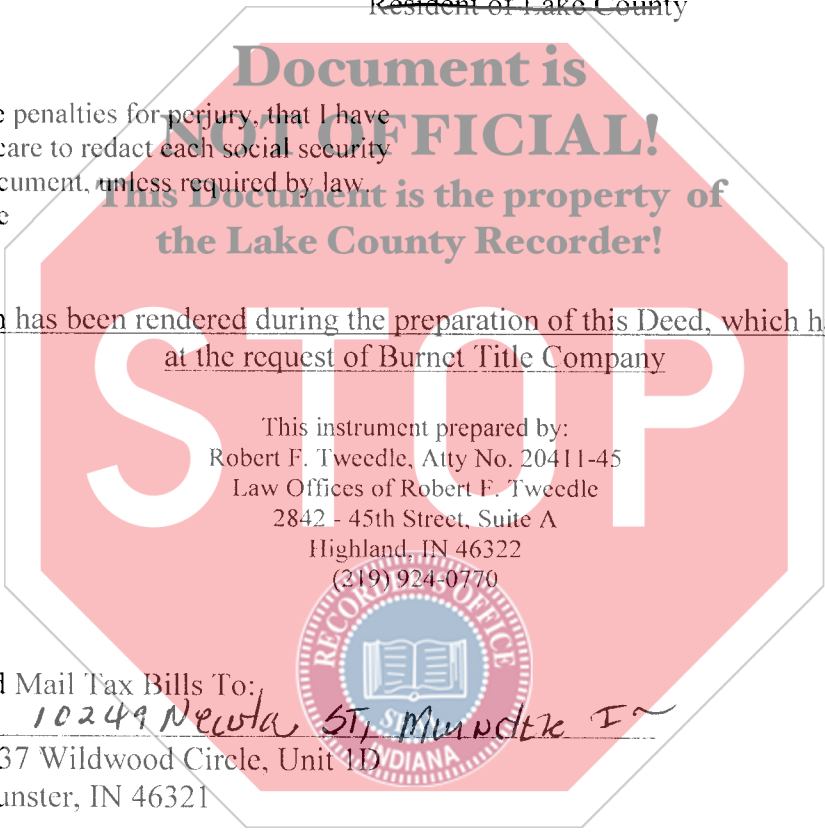 Resident of Lake County
Document is
penalties for perjury, that I have
NOT OFFICIAL!
care to redact each social security
cument, unless required by law.
This Document is the property of
the Lake County Recorder!
has been rendered during the preparation of this Deed, which h
at the request of Burnet Title Company
STOP
This instrument prepared by:
Robert F. Tweedle, Atty No. 20411-45
Law Offices of Robert F. Tweedle
2842 - 45th Street, Suite A
Highland, IN 46322
(219) 924-0770
RECORDER'S OFFICE
Mail Tax Bills To:
10249 ST,
INDIANA
37 Wildwood Circle, Unit 1D
unster, IN 46321